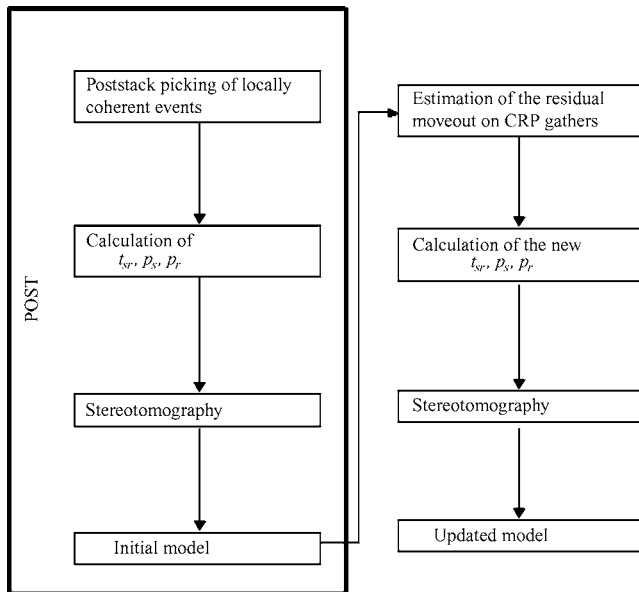 POST
Poststack picking of locally
coherent events
Calculation of
t_sr, p_s, p_r
Stereotomography
Initial model
Estimation of the residual
moveout on CRP gathers
Calculation of the new
t_sr, p_s, p_r
Stereotomography
Updated model